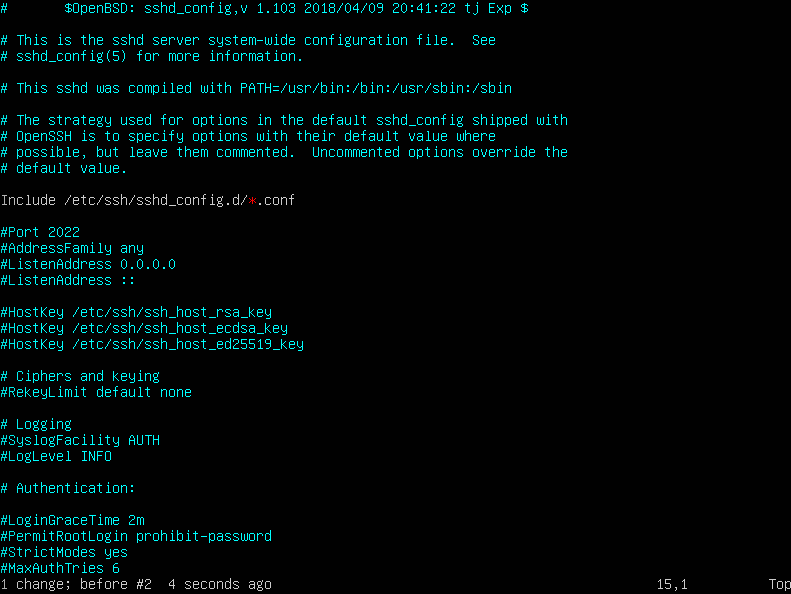 #       $OpenBSD: sshd_config,v 1.103 2018/04/09 20:41:22 tj Exp $
# This is the sshd server system-wide configuration file.  See
# sshd_config(5) for more information.
# This sshd was compiled with PATH=/usr/bin:/bin:/usr/sbin:/sbin
# The strategy used for options in the default sshd_config shipped with
# OpenSSH is to specify options with their default value where
# possible, but leave them commented.  Uncommented options override the
# default value.
Include /etc/ssh/sshd_config.d/*.conf
#Port 2022
#AddressFamily any
#ListenAddress 0.0.0.0
#ListenAddress ::
#HostKey /etc/ssh/ssh_host_rsa_key
#HostKey /etc/ssh/ssh_host_ecdsa_key
#HostKey /etc/ssh/ssh_host_ed25519_key
# Ciphers and keying
#RekeyLimit default none
# Logging
#SyslogFacility AUTH
#LogLevel INFO
# Authentication:
#LoginGraceTime 2m
#PermitRootLogin prohibit-password
#StrictModes yes
#MaxAuthTries 6
1 change; before #2  4 seconds ago                                                15,1          Top